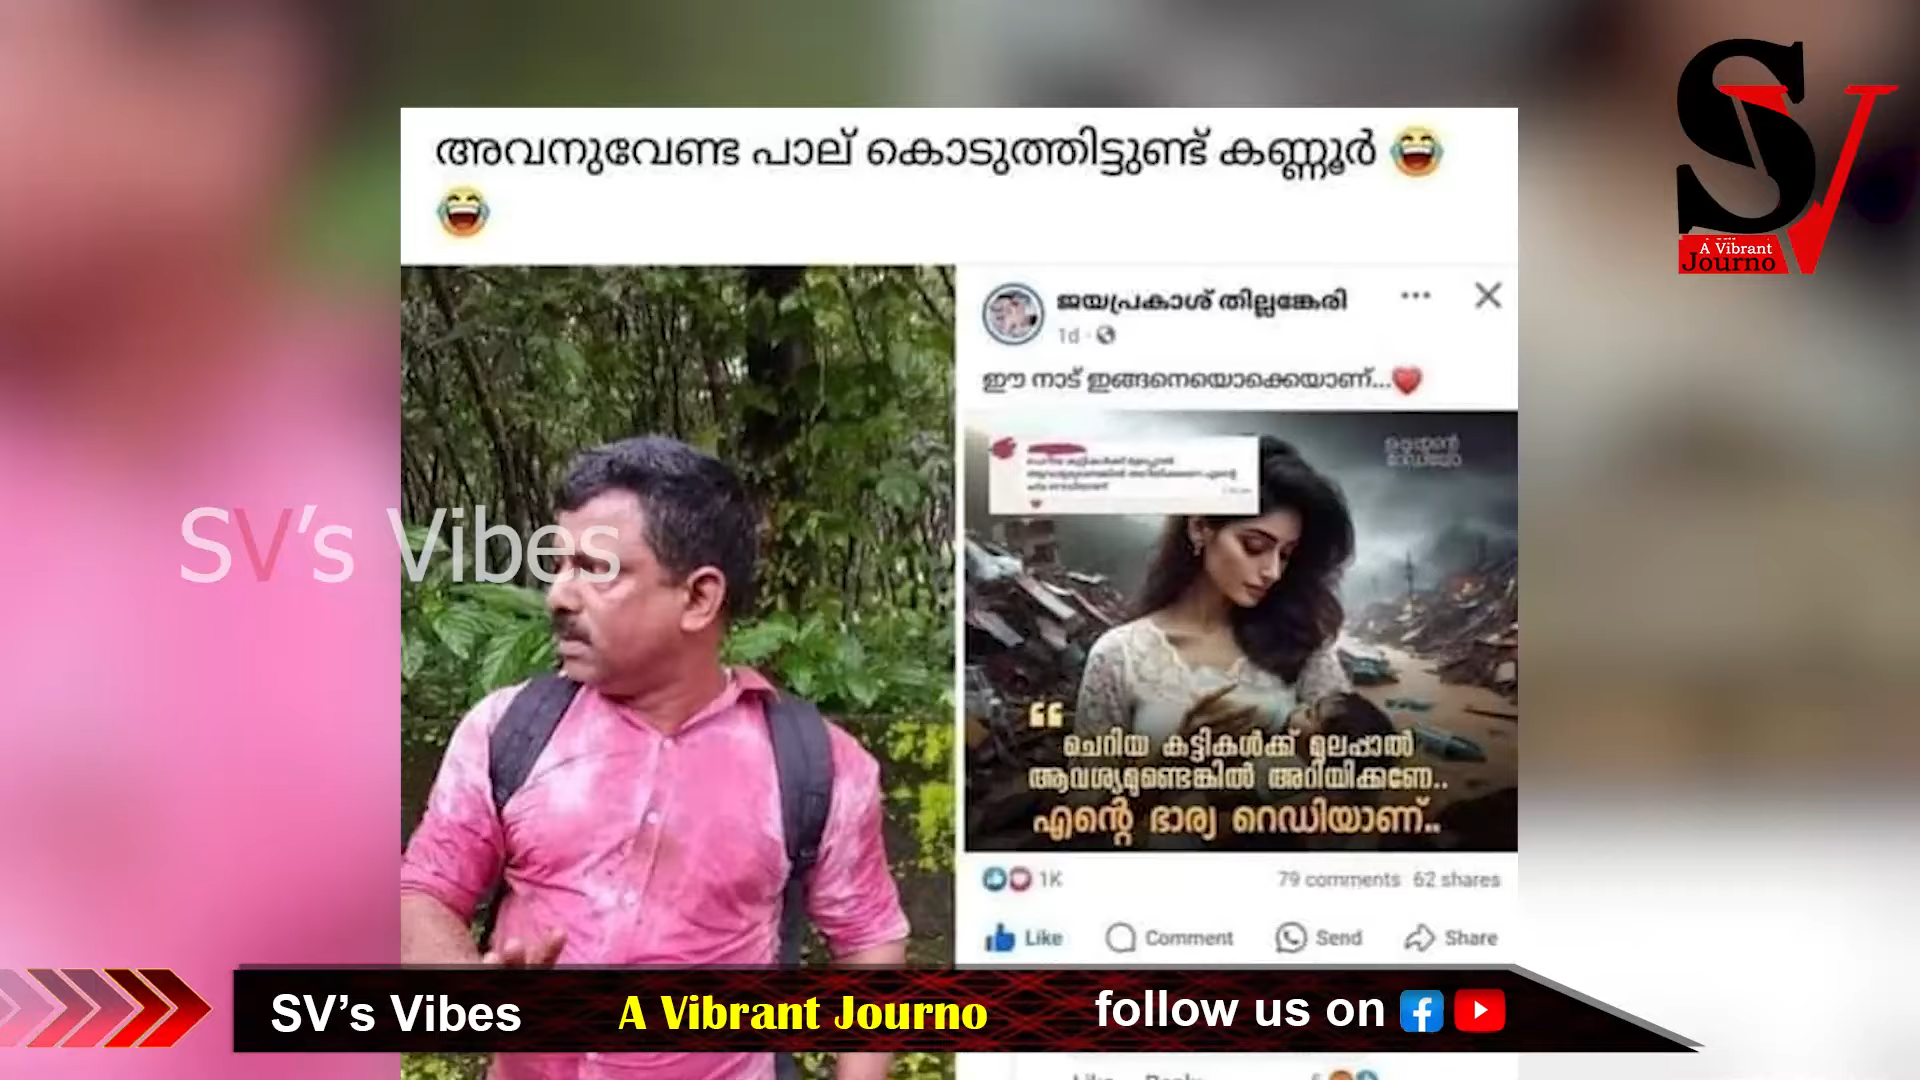 അവനുവേണ്ട പാല് കൊടുത്തിട്ടുണ്ട് കണ്ണൂർ 😂
😂
SV
A Vibrant
Journo
ജയപ്രകാശ് തില്ലങ്കേരി
1d
ഈ നാട് ഇങ്ങനെയൊക്കെയാണ്...❤️
SV's Vibes
“
ചെറിയ കുട്ടികൾക്ക് മുലപ്പാൽ
ആവശ്യമുണ്ടെങ്കിൽ അറിയിക്കണേ..
എന്റെ ഭാര്യ റെഡിയാണ്..
1K 79 comments 62 shares
Like Comment Send Share
SV's Vibes A Vibrant Journo follow us on